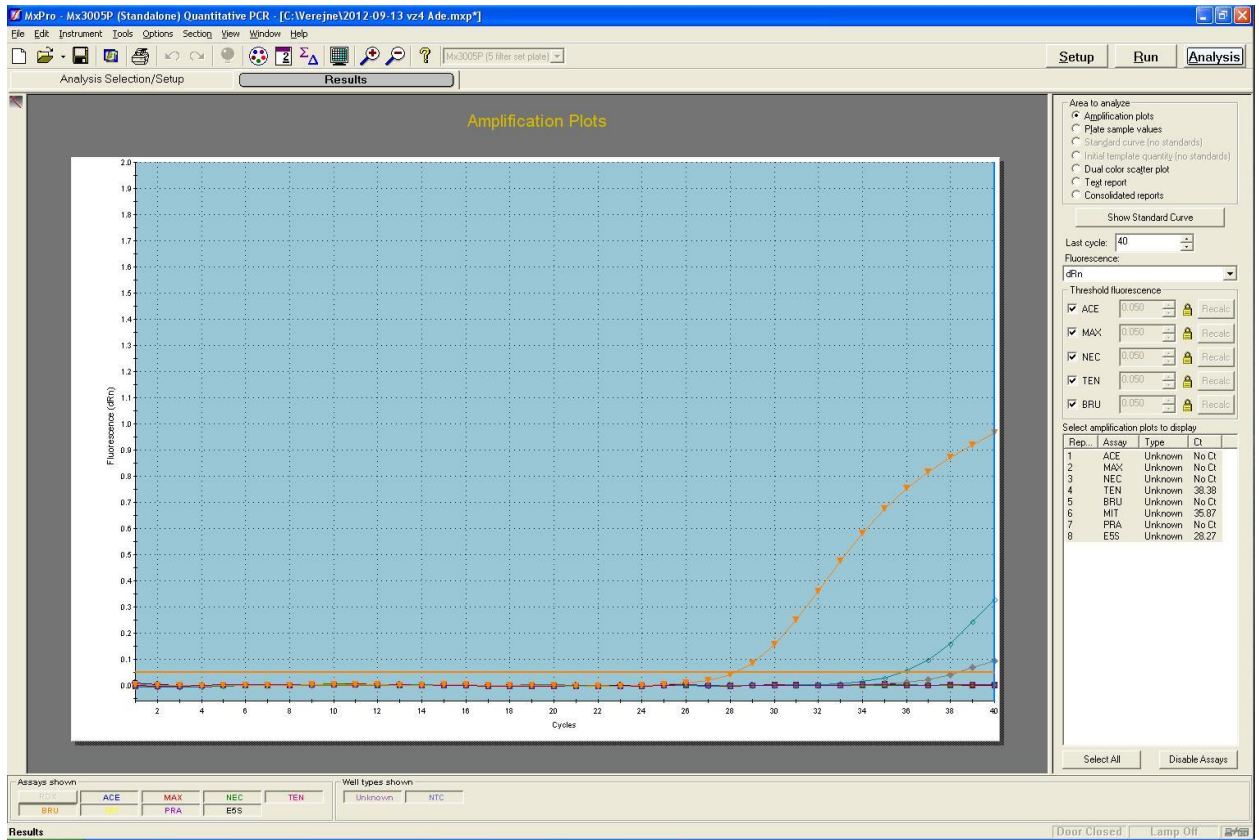 MxPro - Mx3005P (Standalone) Quantitative PCR - [C:\Verejne\2012-09-13 vz4 Ade.mxp*]
File Edit Instrument Tools Options Section View Window Help
Mx3005P (5 filter set plate)
Setup Run Analysis
Analysis Selection/Setup Results
Amplification Plots
2.0
1.9
1.8
1.7
1.6
1.5
1.4
1.3
1.2
1.1
1.0
0.9
0.8
0.7
0.6
0.5
0.4
0.3
0.2
0.1
0.0
Fluorescence (dRn)
2 4 6 8 10 12 14 16 18 20 22 24 26 28 30 32 34 36 38 40
Cycles
Area to analyze
Amplification plots
Plate sample values
Standard curve (no standards)
Initial template quantity (no standards)
Dual color scatter plot
Text report
Consolidated reports
Show Standard Curve
Last cycle: 40
Fluorescence:
dRn
Threshold fluorescence
ACE 0.050 Recalc
MAX 0.050 Recalc
NEC 0.050 Recalc
TEN 0.050 Recalc
BRU 0.050 Recalc
Select amplification plots to display
Rep... Assay Type Ct
1 ACE Unknown No Ct
2 MAX Unknown No Ct
3 NEC Unknown No Ct
4 TEN Unknown 38.38
5 BRU Unknown No Ct
6 MIT Unknown 35.87
7 PRA Unknown No Ct
8 E5S Unknown 28.27
Select All Disable Assays
Assays shown
ROX ACE MAX NEC TEN
BRU MIT PRA E5S
Well types shown
Unknown NTC
Results
Door Closed Lamp Off